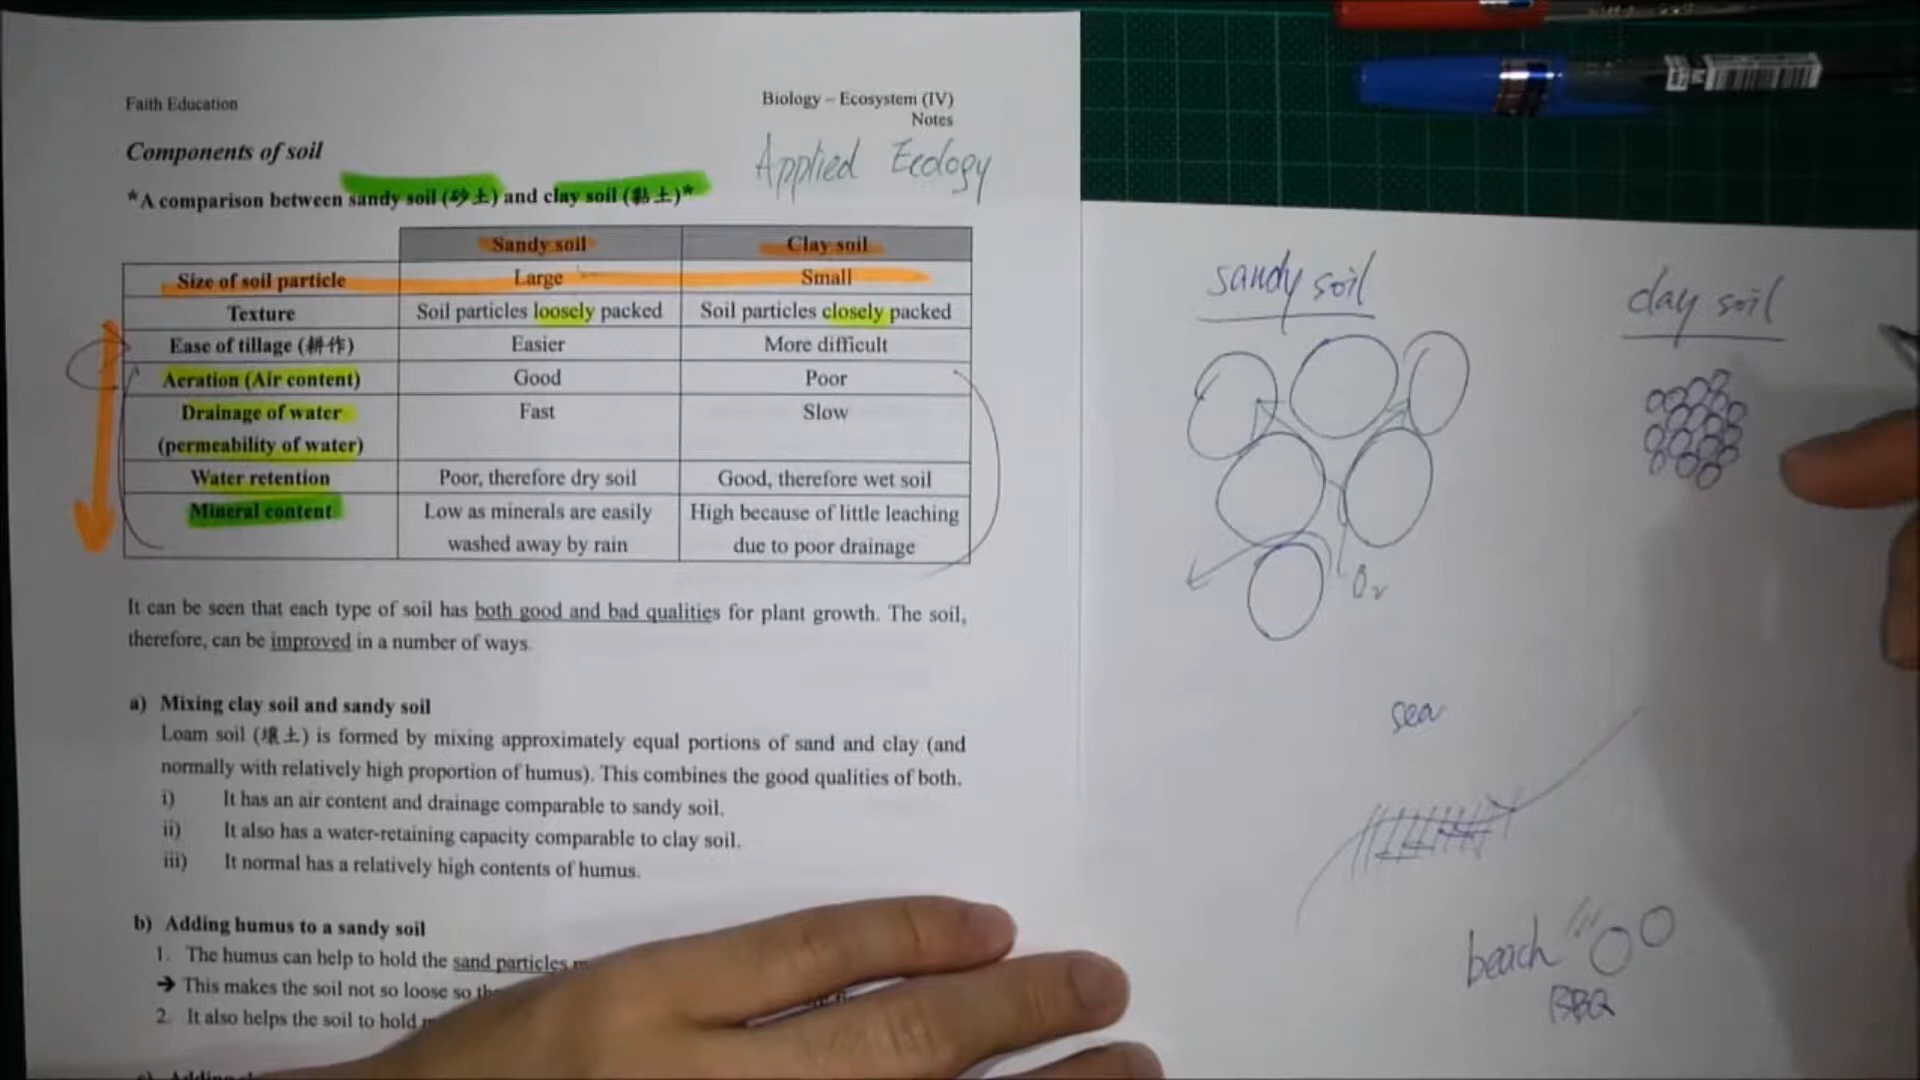 Faith Education
Biology – Ecosystem (IV)
Notes
Applied Ecology
Components of soil
*A comparison between sandy soil (砂土) and clay soil (黏土)*
Sandy soil Clay soil
Size of soil particle Large Small
Texture Soil particles loosely packed Soil particles closely packed
Ease of tillage (耕作) Easier More difficult
Aeration (Air content) Good Poor
Drainage of water Fast Slow
(permeability of water)
Water retention Poor, therefore dry soil Good, therefore wet soil
Mineral content Low as minerals are easily High because of little leaching
washed away by rain due to poor drainage
It can be seen that each type of soil has both good and bad qualities for plant growth. The soil,
therefore, can be improved in a number of ways.
a) Mixing clay soil and sandy soil
Loam soil (壤土) is formed by mixing approximately equal portions of sand and clay (and
normally with relatively high proportion of humus). This combines the good qualities of both.
i) It has an air content and drainage comparable to sandy soil.
ii) It also has a water-retaining capacity comparable to clay soil.
iii) It normal has a relatively high contents of humus.
b) Adding humus to a sandy soil
1. The humus can help to hold the sand particles
➔ This makes the soil not so loose so
2. It also helps the soil to hold
sandy soil
clay soil
O₂
sea
beach
BBQ